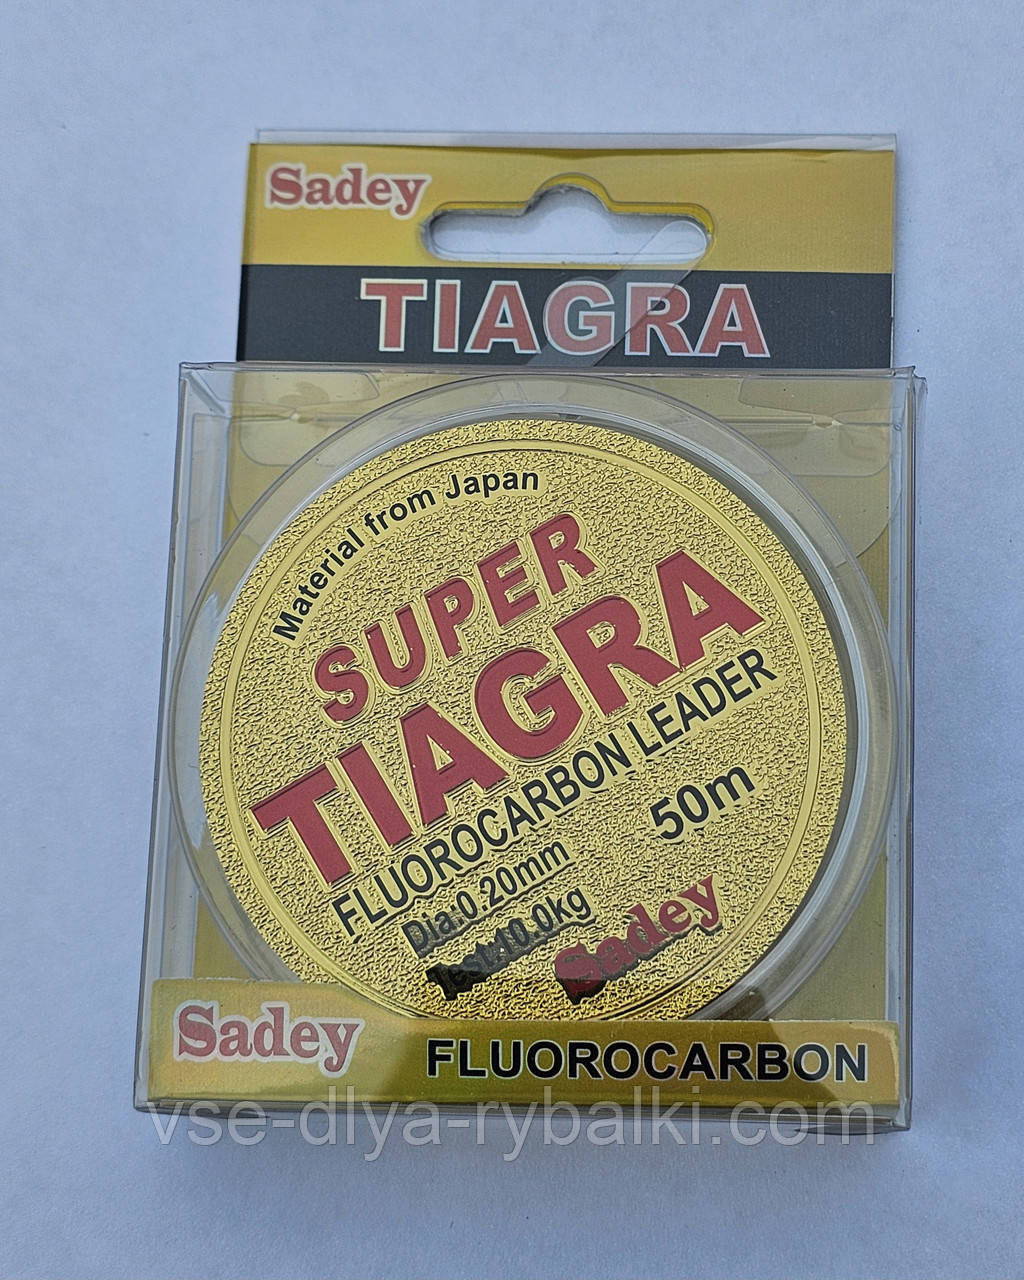 Sadey
TIAGRA
Material from Japan
SUPER
TIAGRA
FLUOROCARBON LEADER
50m
Dia:0.20mm
Test:10.0kg
Sadey
Sadey
FLUOROCARBON
vse-dlya-rybalki.com